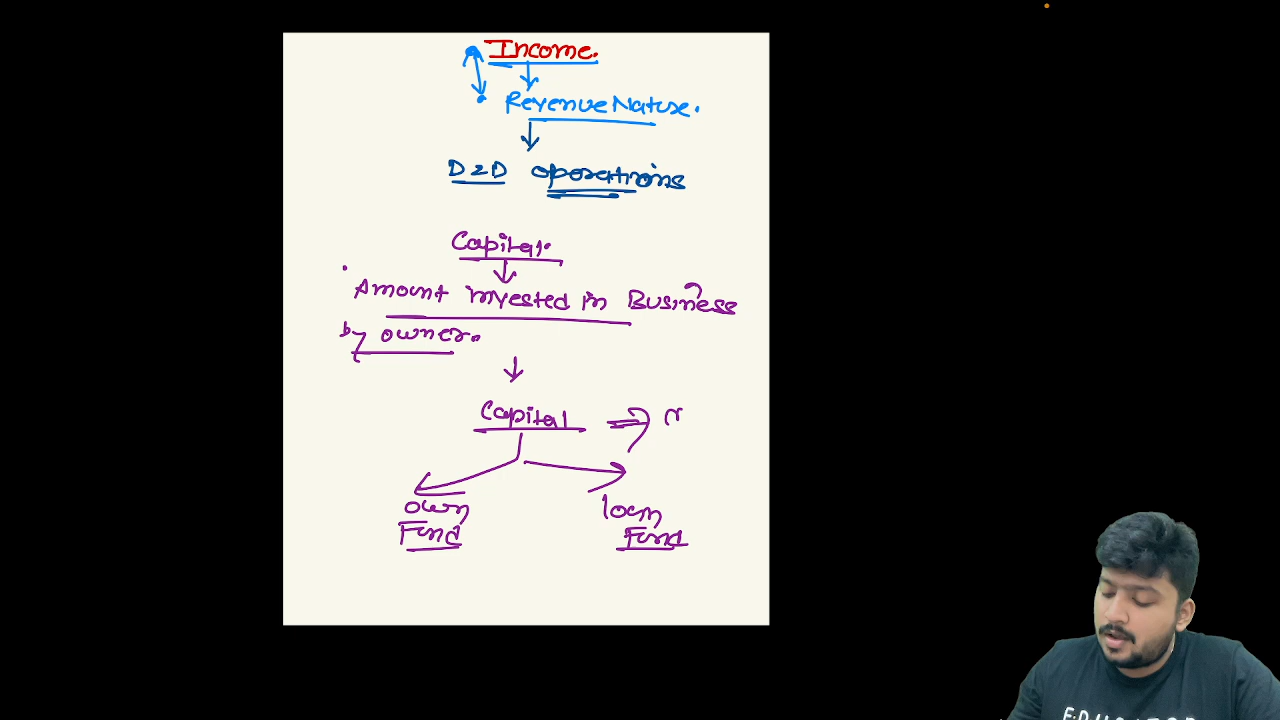 Income.
Revenue Nature.
D2D operations
Capital.
Amount invested in Business
by owner.
Capital
own
Fund
loan
Fund